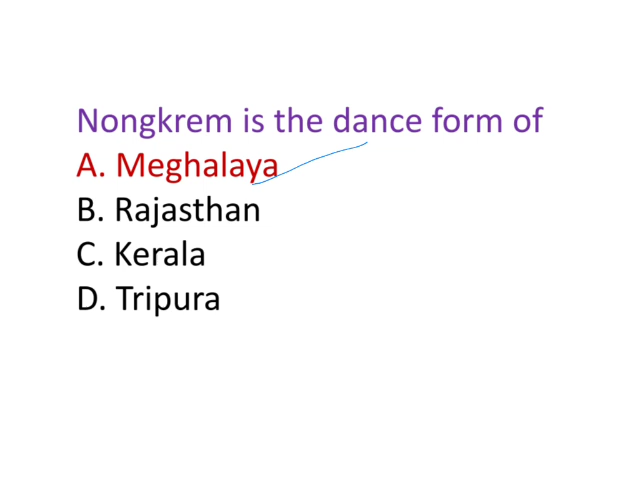 Nongkrem is the dance form of
A. Meghalaya
B. Rajasthan
C. Kerala
D. Tripura